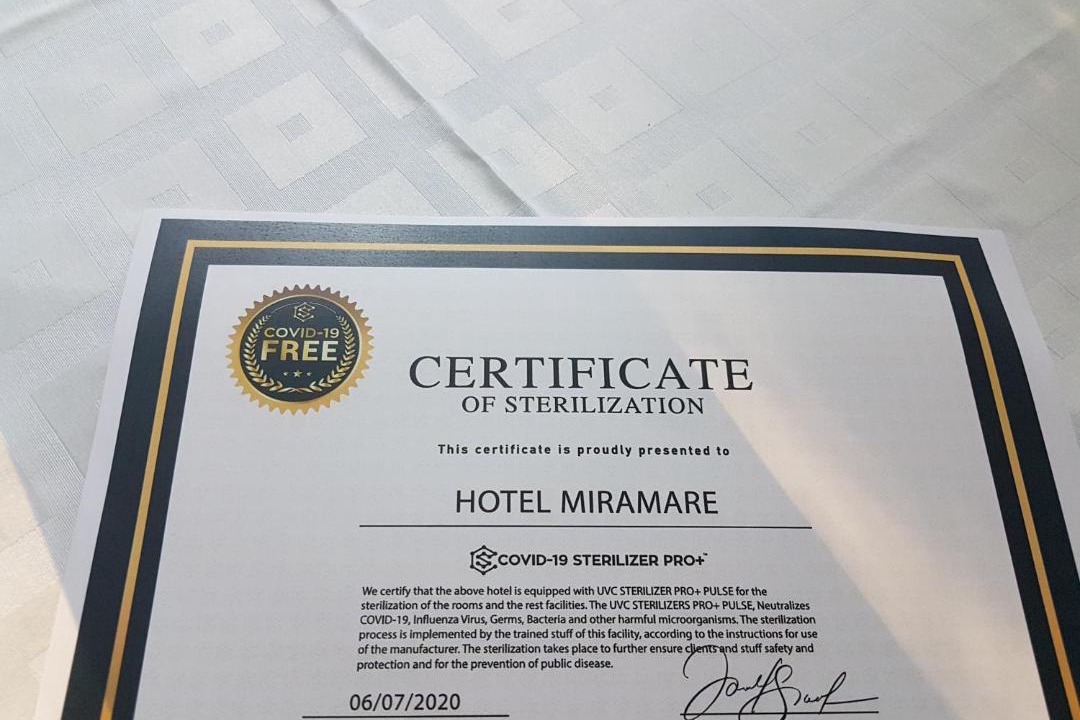 COVID-19
FREE
CERTIFICATE
OF STERILIZATION
This certificate is proudly presented to
HOTEL MIRAMARE
COVID-19 STERILIZER PRO+™
We certify that the above hotel is equipped with UVC STERILIZER PRO+ PULSE for the
sterilization of the rooms and the rest facilities. The UVC STERILIZERS PRO+ PULSE, Neutralizes
COVID-19, Influenza Virus, Germs, Bacteria and other harmful microorganisms. The sterilization
process is implemented by the trained stuff of this facility, according to the instructions for use
of the manufacturer. The sterilization takes place to further ensure clients and stuff safety and
protection and for the prevention of public disease.
06/07/2020